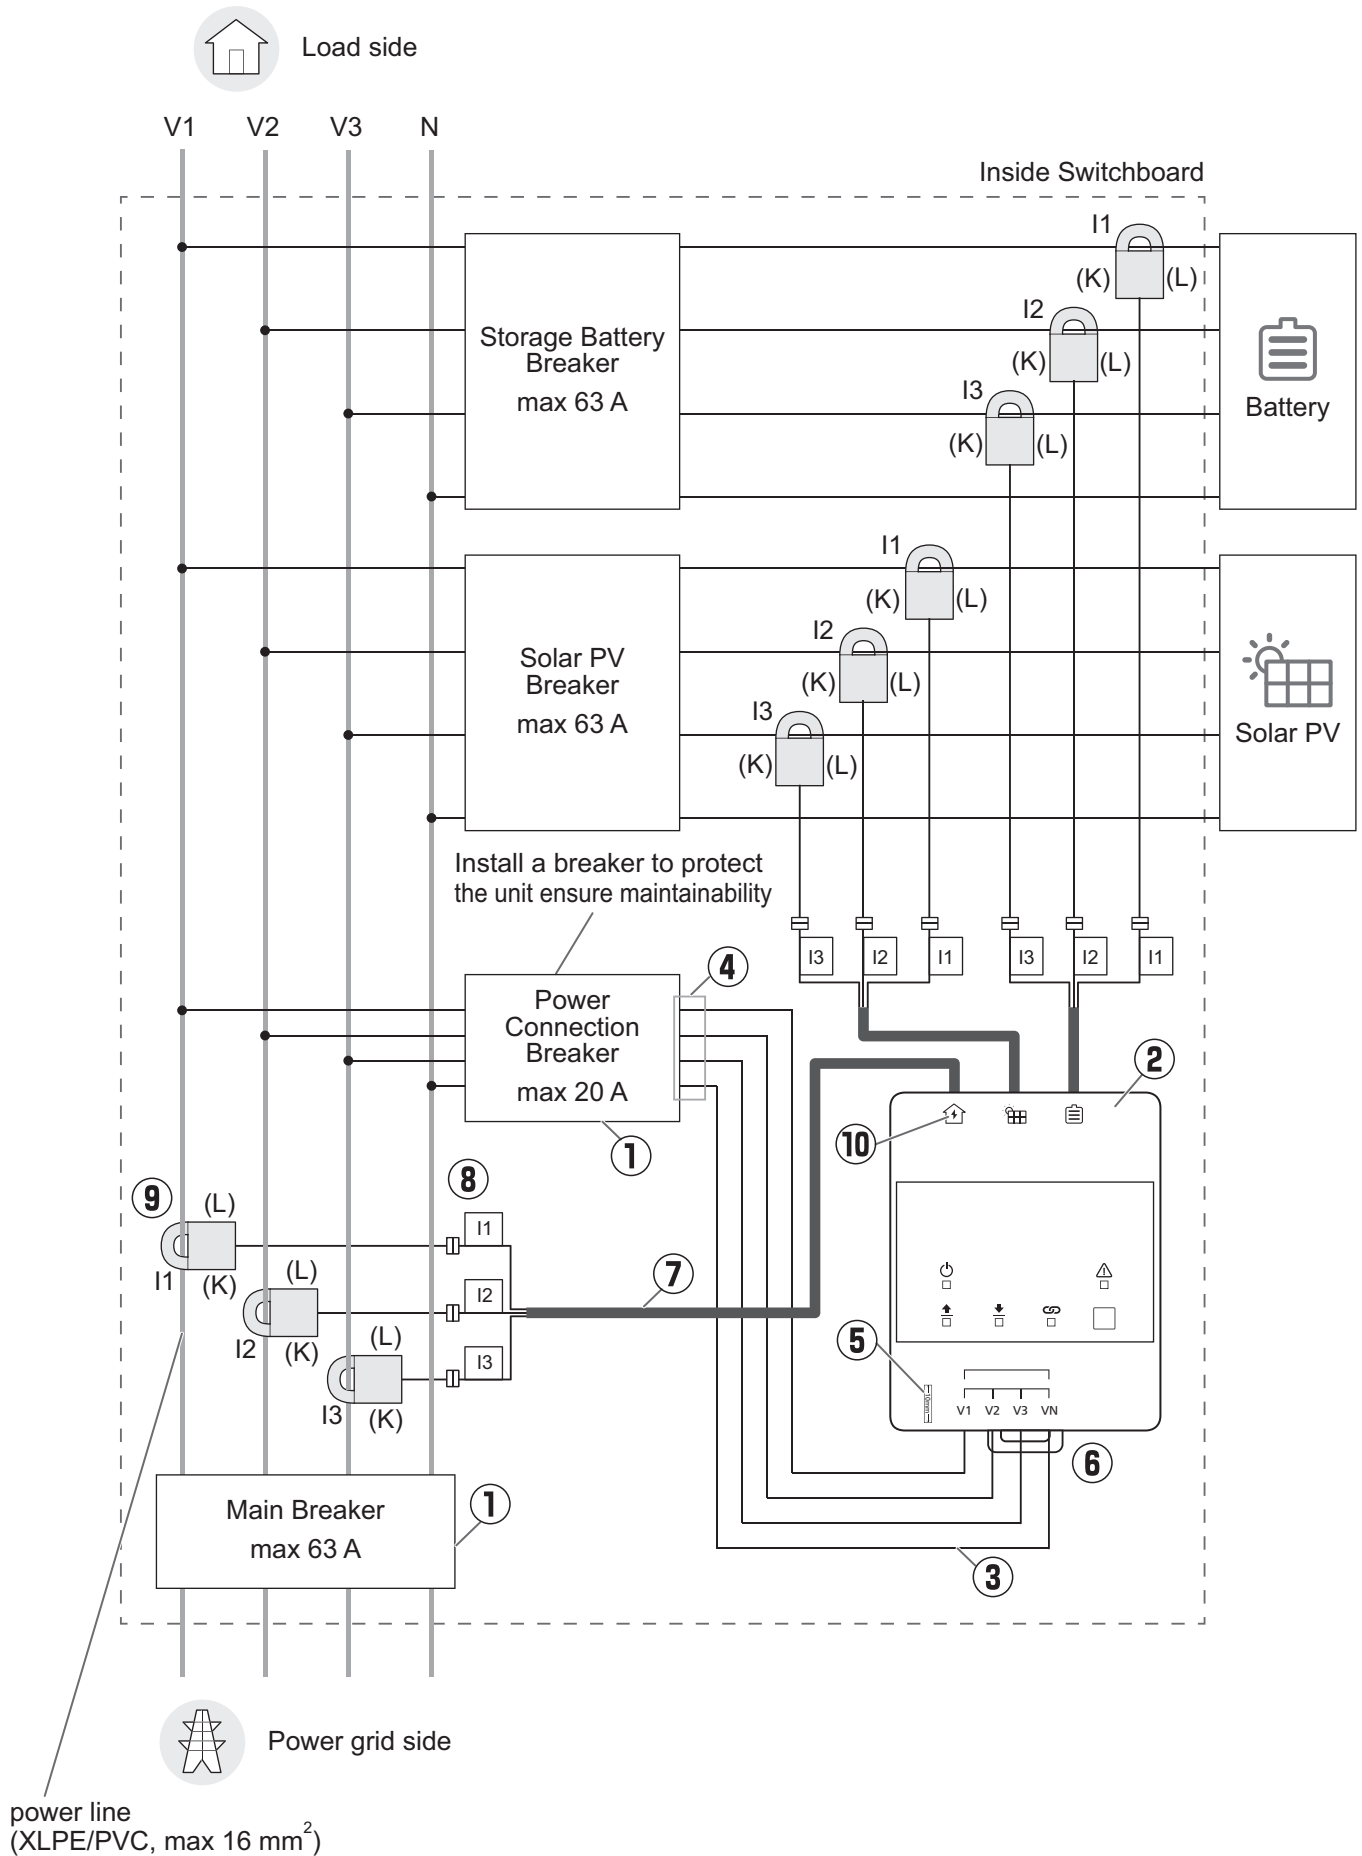 Load side
V1
V2
V3
N
Inside Switchboard
I1
(K)
(L)
I2
(K)
(L)
I3
(K)
(L)
Storage Battery
Breaker
max 63 A
Battery
I1
(K)
(L)
I2
(K)
(L)
I3
(K)
(L)
Solar PV
Breaker
max 63 A
Solar PV
Install a breaker to protect
the unit ensure maintainability
I3
I2
I1
I3
I2
I1
4
Power
Connection
Breaker
max 20 A
2
10
1
9
(L)
8
I1
I1
(K)
(L)
I2
7
I2
(K)
(L)
I3
5
I3
(K)
10mm
V1
V2
V3
VN
6
Main Breaker
max 63 A
1
3
Power grid side
power line
(XLPE/PVC, max 16 mm²)